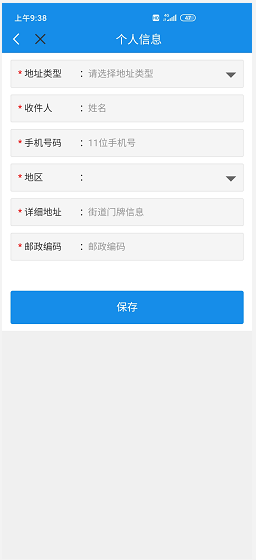 上午9:38
47
个人信息
* 地址类型 : 请选择地址类型
* 收件人 : 姓名
* 手机号码 : 11位手机号
* 地区 :
* 详细地址 : 街道门牌信息
* 邮政编码 : 邮政编码
保存